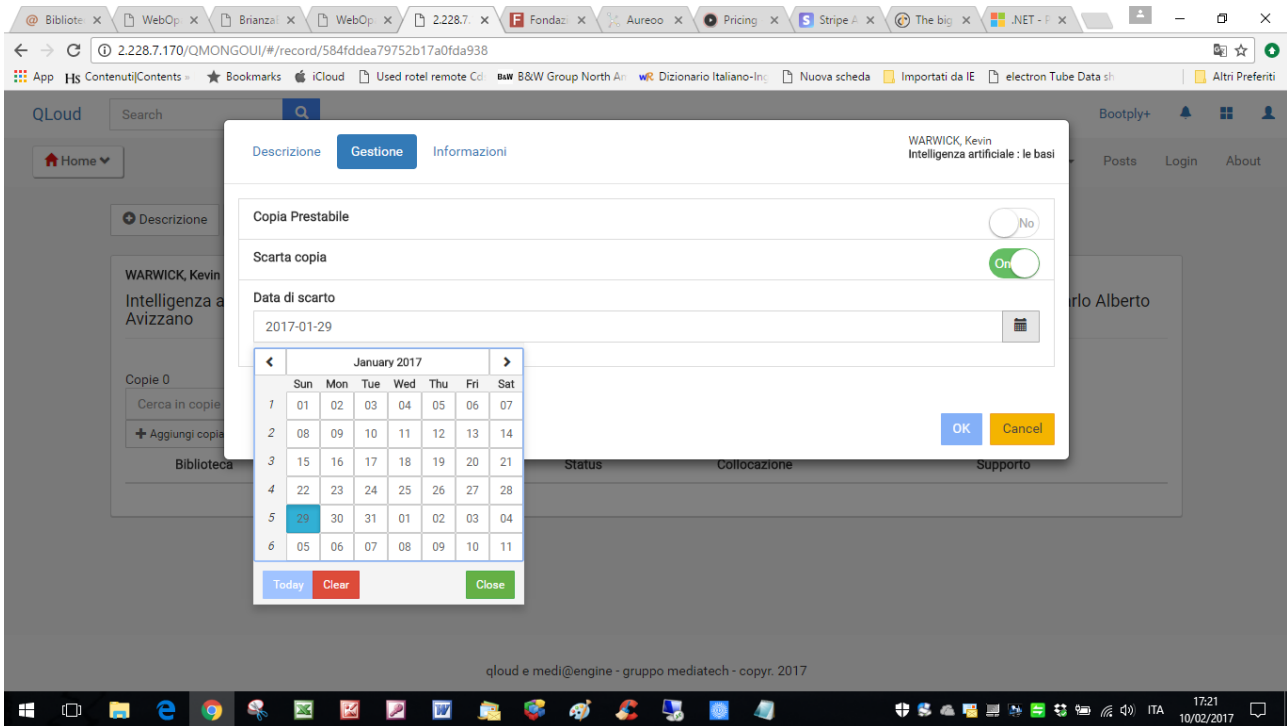 Bibliote
WebOp
Brianza
WebOp
2.228.7.
Fondaz
Aureoo
Pricing
Stripe A
The big
.NET - F
2.228.7.170/QMONGOUI/#/record/584fddea79752b17a0fda938
App
Hs Contenuti|Contents »
Bookmarks
iCloud
Used rotel remote Cd
B&W B&W Group North Am
wR Dizionario Italiano-Ing
Nuova scheda
Importati da IE
electron Tube Data sh
Altri Preferiti
QLoud
Search
Bootply+
Home
Posts
Login
About
Descrizione
Gestione
Informazioni
WARWICK, Kevin
Intelligenza artificiale : le basi
Descrizione
Copia Prestabile
No
Scarta copia
On
Data di scarto
2017-01-29
WARWICK, Kevin
Intelligenza a
rlo Alberto
Avizzano
January 2017
Sun Mon Tue Wed Thu Fri Sat
1 01 02 03 04 05 06 07
2 08 09 10 11 12 13 14
3 15 16 17 18 19 20 21
4 22 23 24 25 26 27 28
5 29 30 31 01 02 03 04
6 05 06 07 08 09 10 11
Today
Clear
Close
Copie 0
Cerca in copie
Aggiungi copia
OK
Cancel
Biblioteca
Status
Collocazione
Supporto
qloud e medi@engine - gruppo mediatech - copyr. 2017
ITA
17:21
10/02/2017